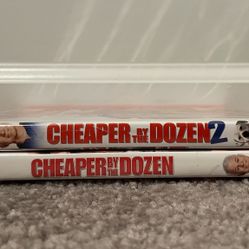 CHEAPER BY THE DOZEN 2
CHEAPER BY THE DOZEN